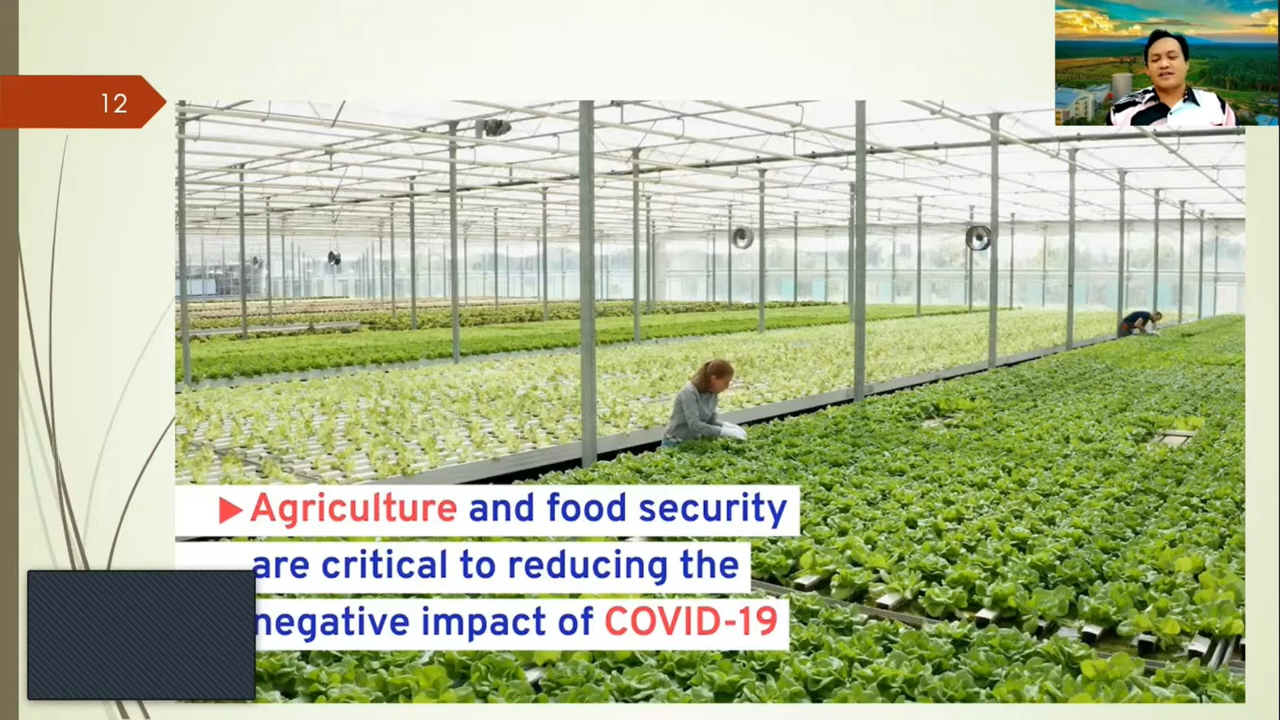 12
Agriculture and food security
are critical to reducing the
negative impact of COVID-19